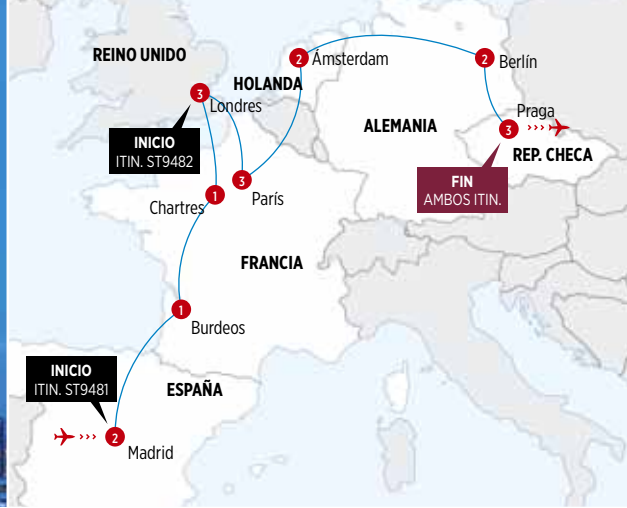 REINO UNIDO
2
Ámsterdam
2
Berlín
HOLANDA
3
Londres
Praga
3
ALEMANIA
INICIO
ITIN. ST9482
REP. CHECA
3
París
FIN
AMBOS ITIN.
1
Chartres
FRANCIA
1
Burdeos
INICIO
ITIN. ST9481
ESPAÑA
2
Madrid